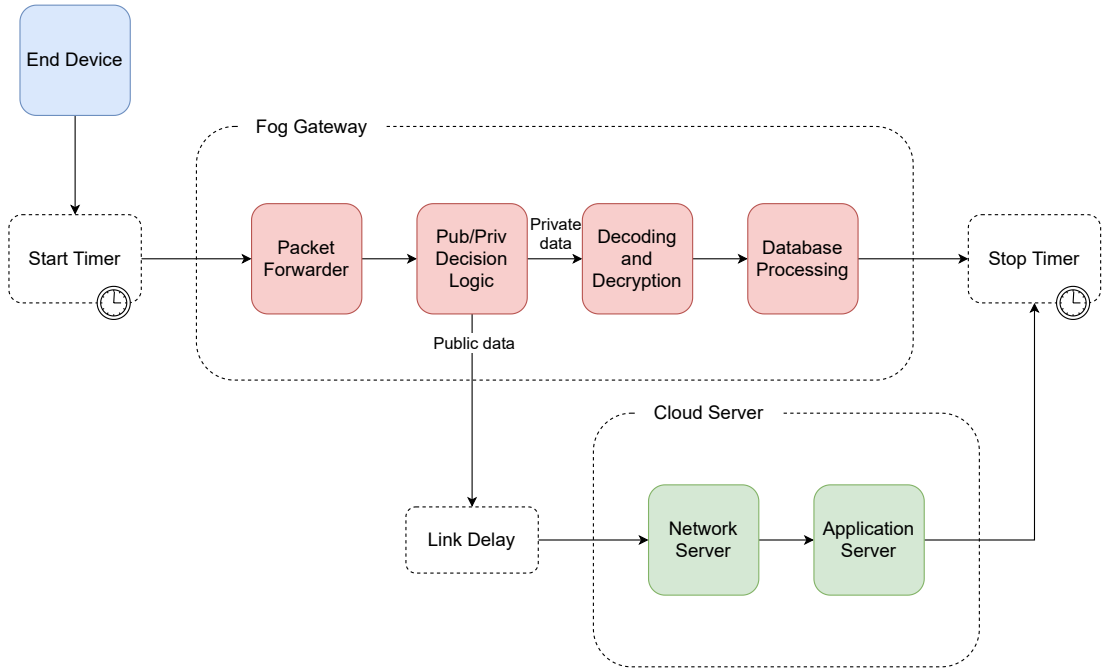 End Device
Fog Gateway
Start Timer
Packet
Forwarder
Pub/Priv
Decision
Logic
Private
data
Decoding
and
Decryption
Database
Processing
Stop Timer
Public data
Cloud Server
Link Delay
Network
Server
Application
Server